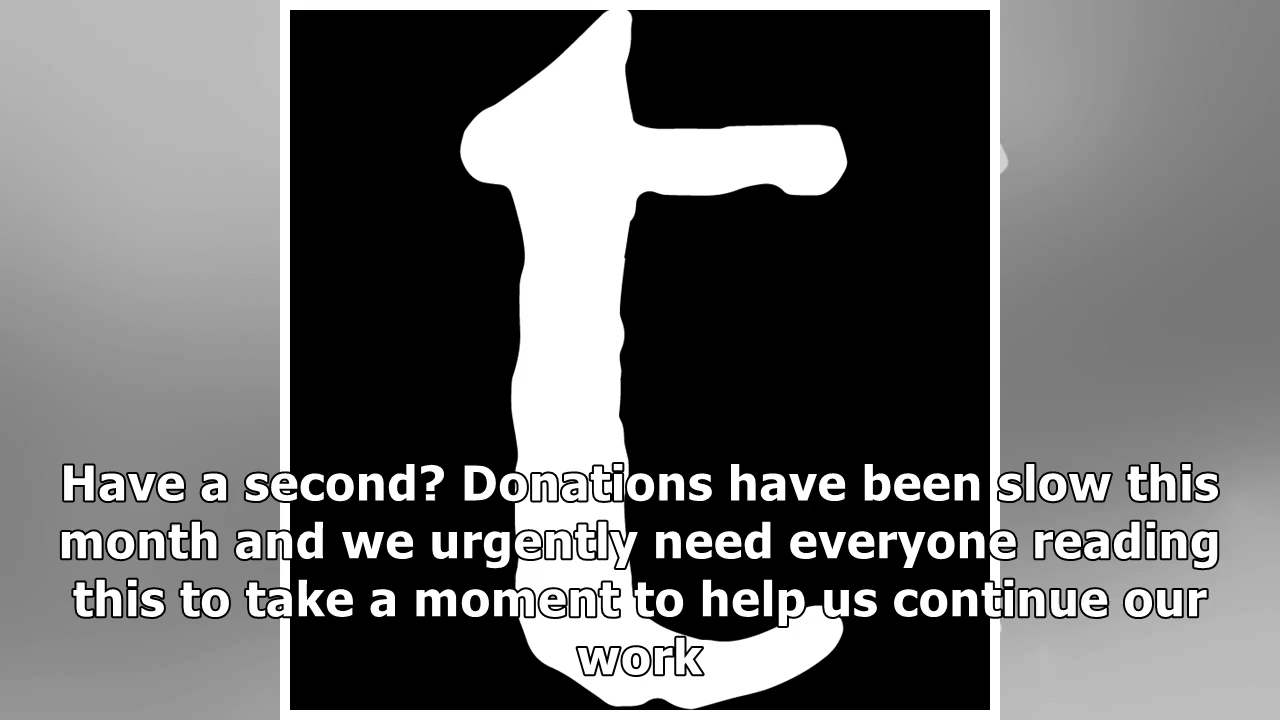 t
Have a second? Donations have been slow this
month and we urgently need everyone reading
this to take a moment to help us continue our
work